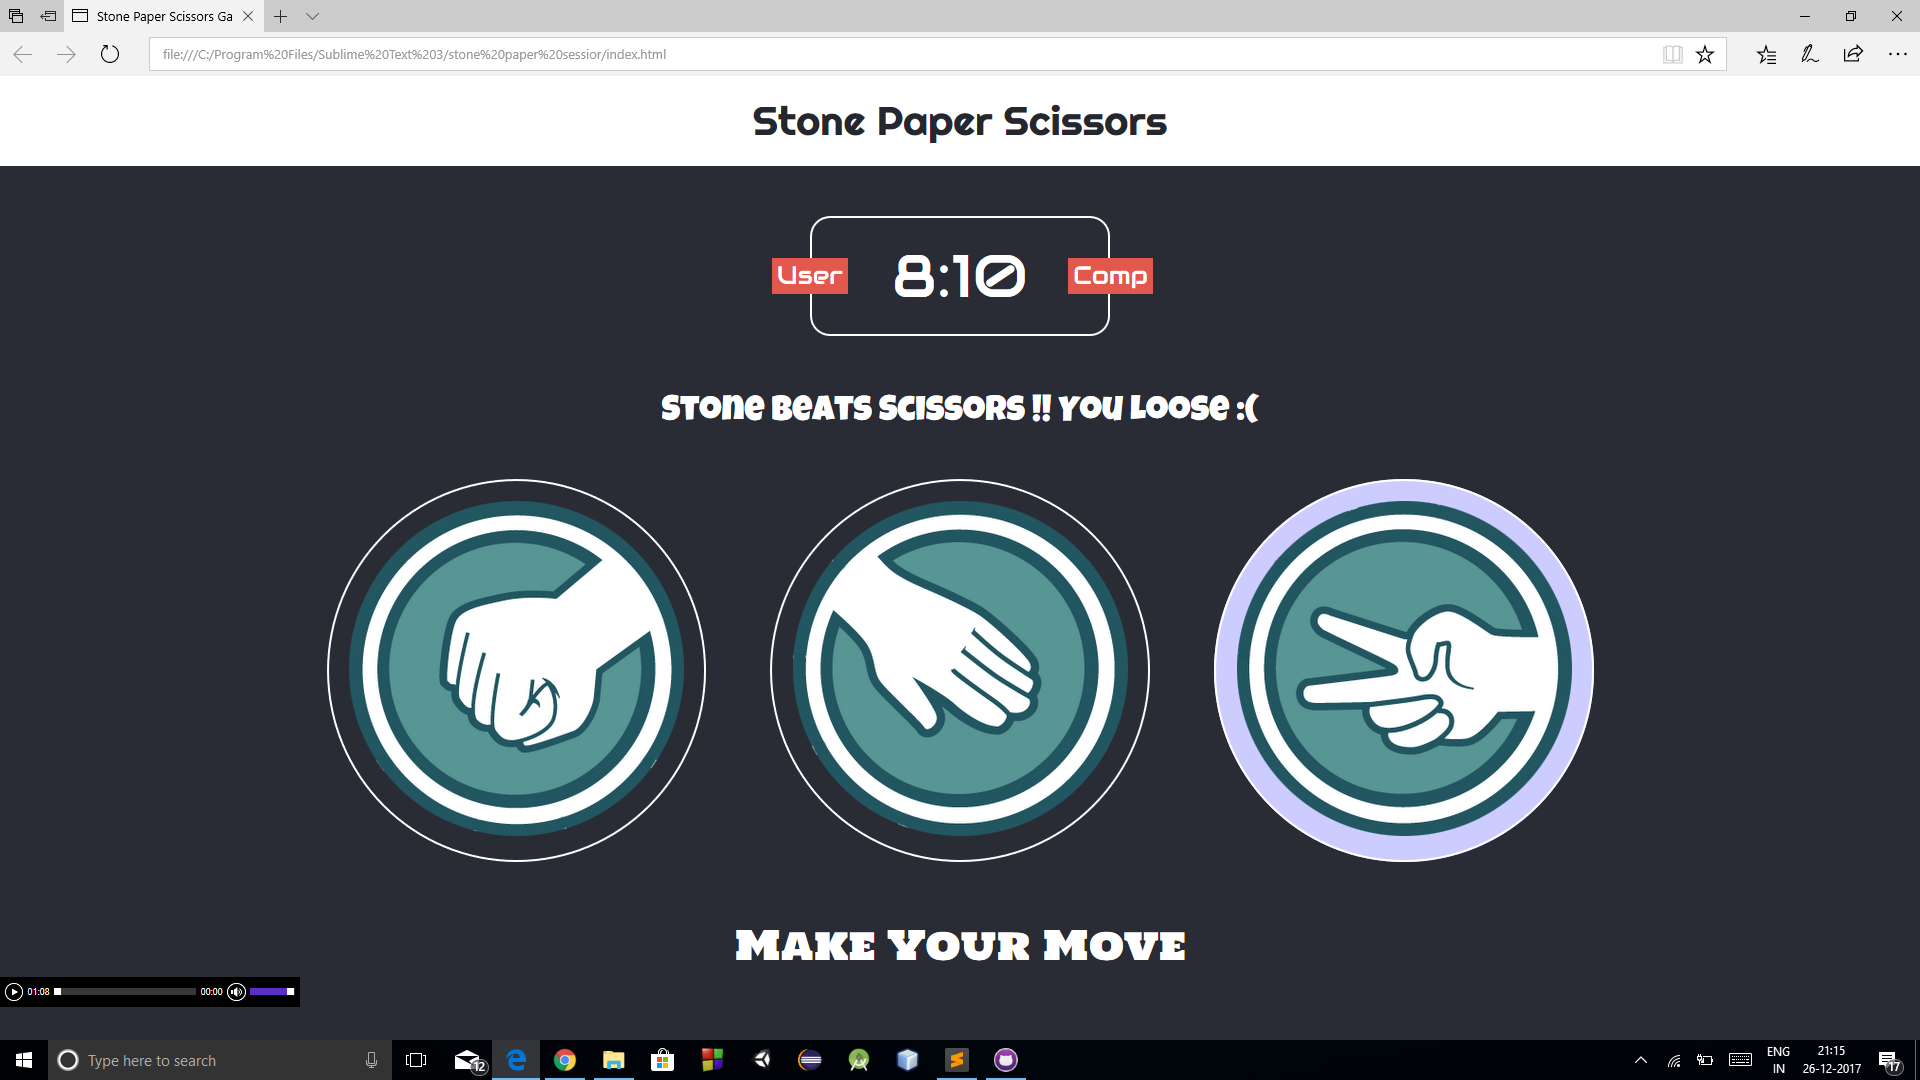 Stone Paper Scissors Ga
file:///C:/Program%20Files/Sublime%20Text%203/stone%20paper%20sessior/index.html
Stone Paper Scissors
User 8:10 Comp
Stone beats Scissors !! You Loose :(
Make Your Move
01:08 00:00
Type here to search
12
ENG
IN
21:15
26-12-2017
17